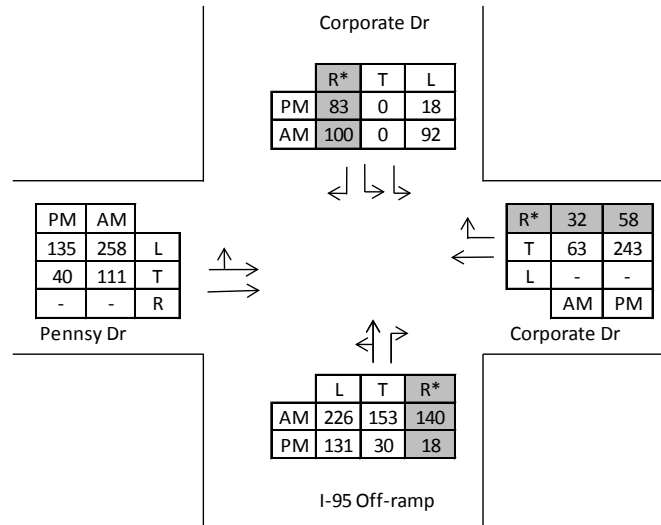 Corporate Dr
R* T L
PM 83 0 18
AM 100 0 92
PM AM
135 258 L
40 111 T
- - R
Pennsy Dr
R* 32 58
T 63 243
L - -
AM PM
Corporate Dr
L T R*
AM 226 153 140
PM 131 30 18
I-95 Off-ramp